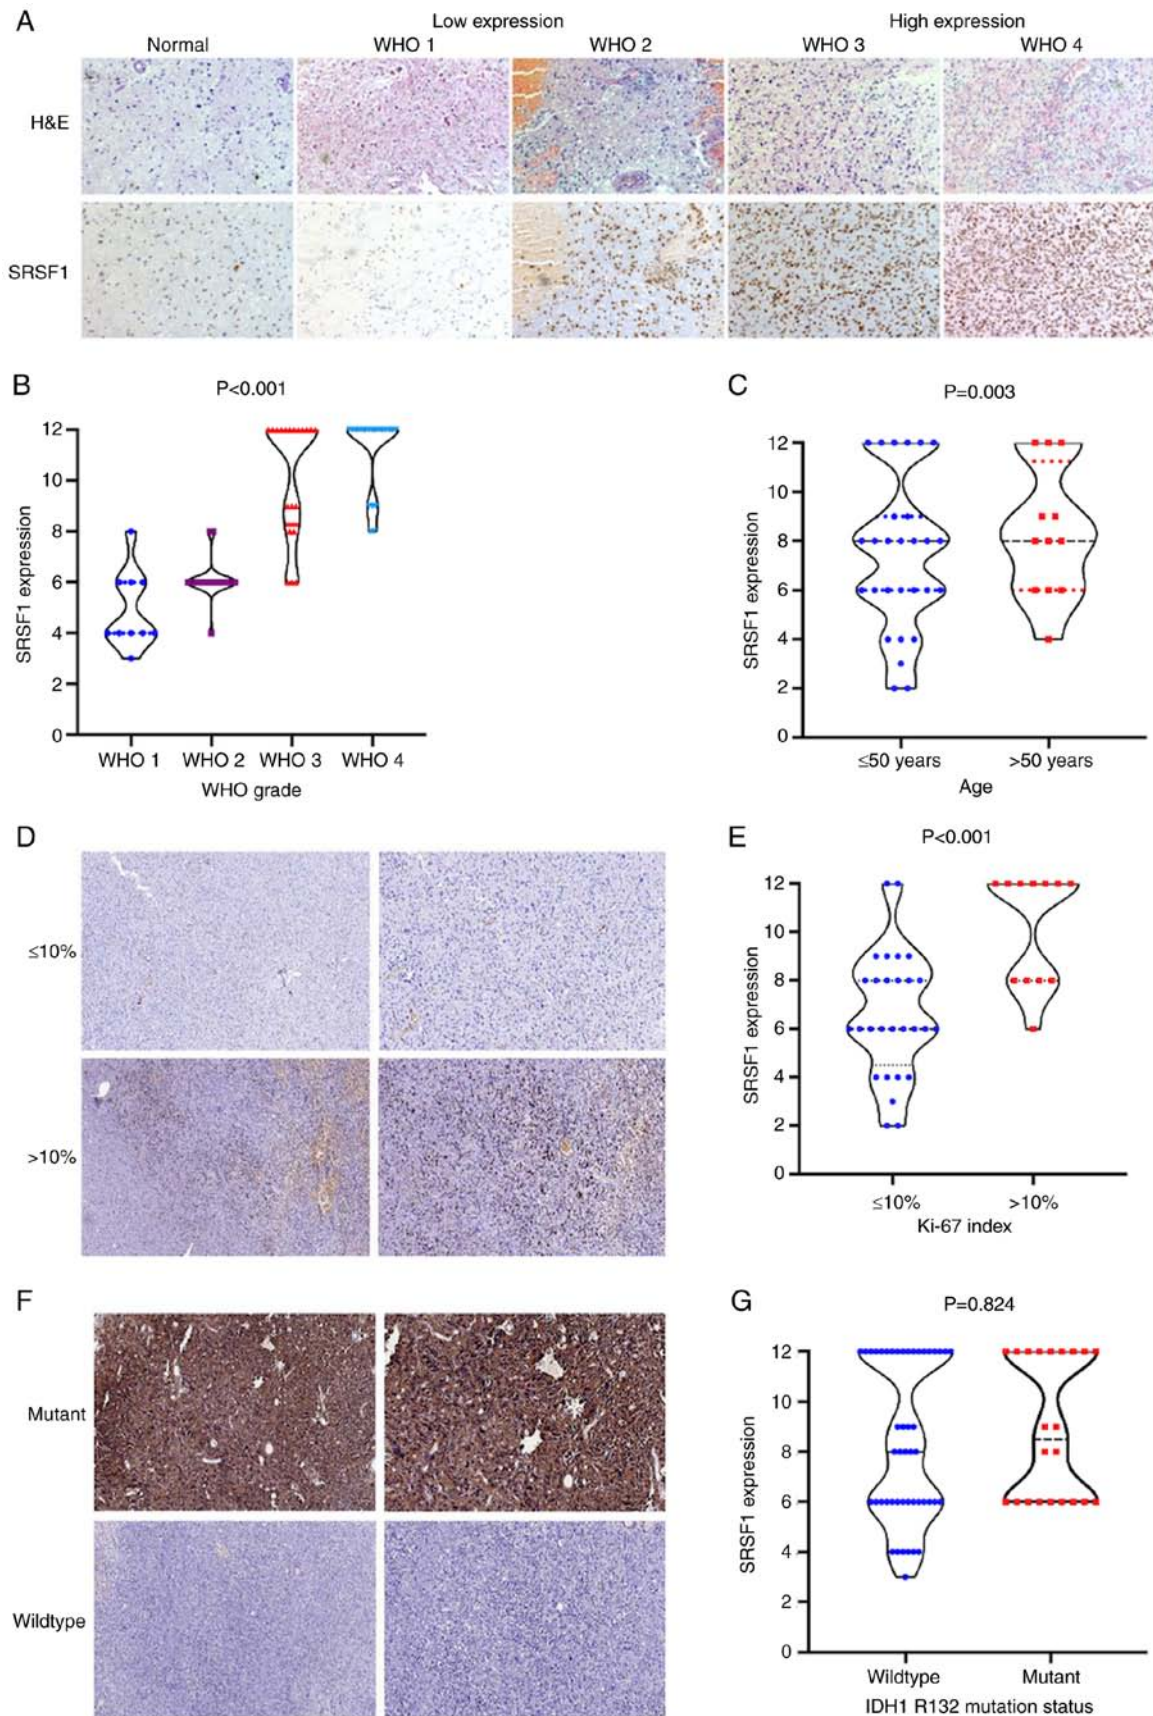 A
Low expression
High expression
Normal
WHO 1
WHO 2
WHO 3
WHO 4
H&E
SRSF1
B
P<0.001
12
10
8
6
4
2
0
SRSF1 expression
WHO 1
WHO 2
WHO 3
WHO 4
WHO grade
C
P=0.003
12
10
8
6
4
2
0
SRSF1 expression
≤50 years
>50 years
Age
D
≤10%
>10%
E
P<0.001
12
10
8
6
4
2
0
SRSF1 expression
≤10%
>10%
Ki-67 index
F
Mutant
Wildtype
G
P=0.824
12
10
8
6
4
2
0
SRSF1 expression
Wildtype
Mutant
IDH1 R132 mutation status